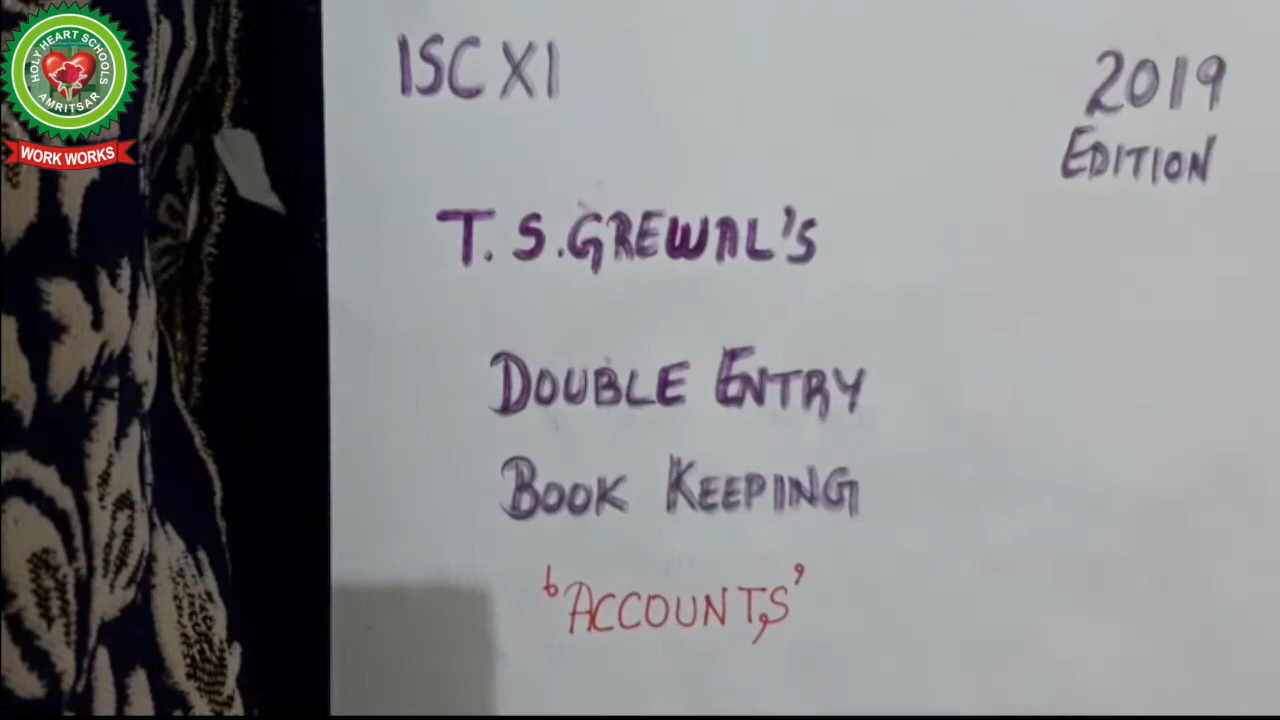 HOLY HEART SCHOOLS
AMRITSAR
WORK WORKS
ISC XI
2019
EDITION
T. S. GREWAL'S
DOUBLE ENTRY
BOOK KEEPING
'ACCOUNTS'